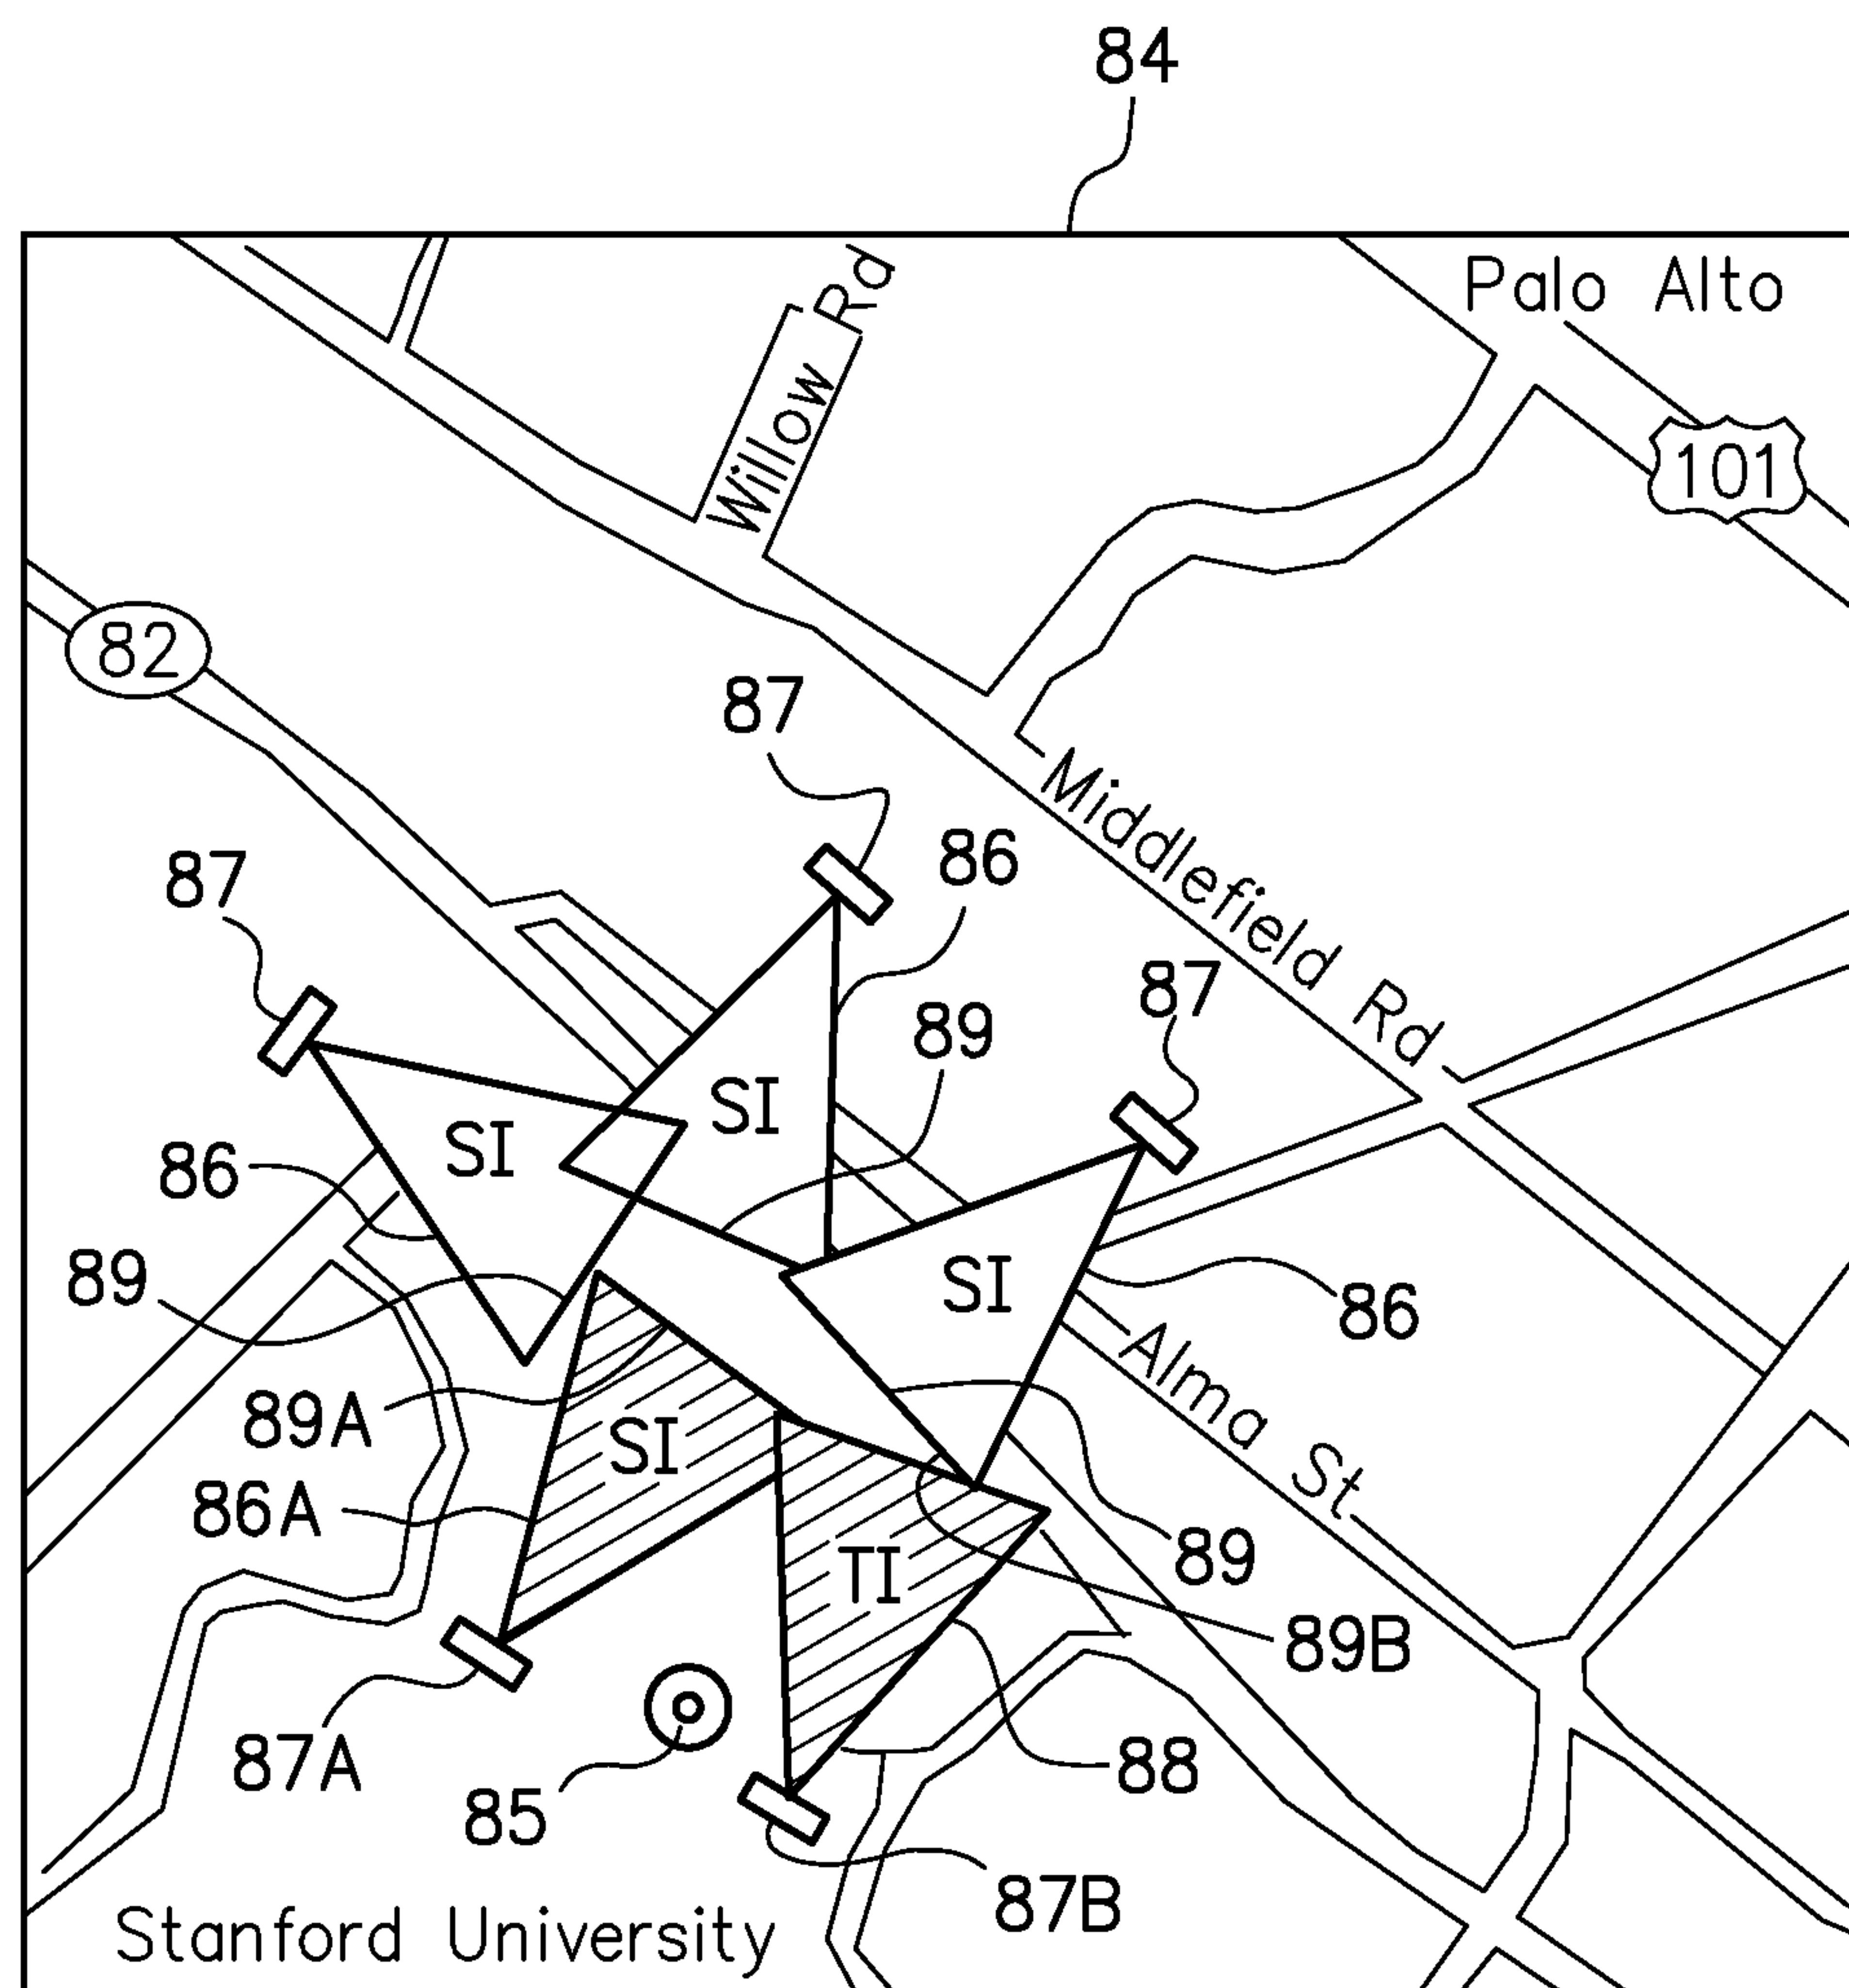 84
Palo Alto
Willow Rd
101
82
87
86
87
Middlefield Rd
87
89
SI
SI
86
SI
89
86
Alma St
89A
SI
86A
89
TI
89B
87A
85
88
87B
Stanford University